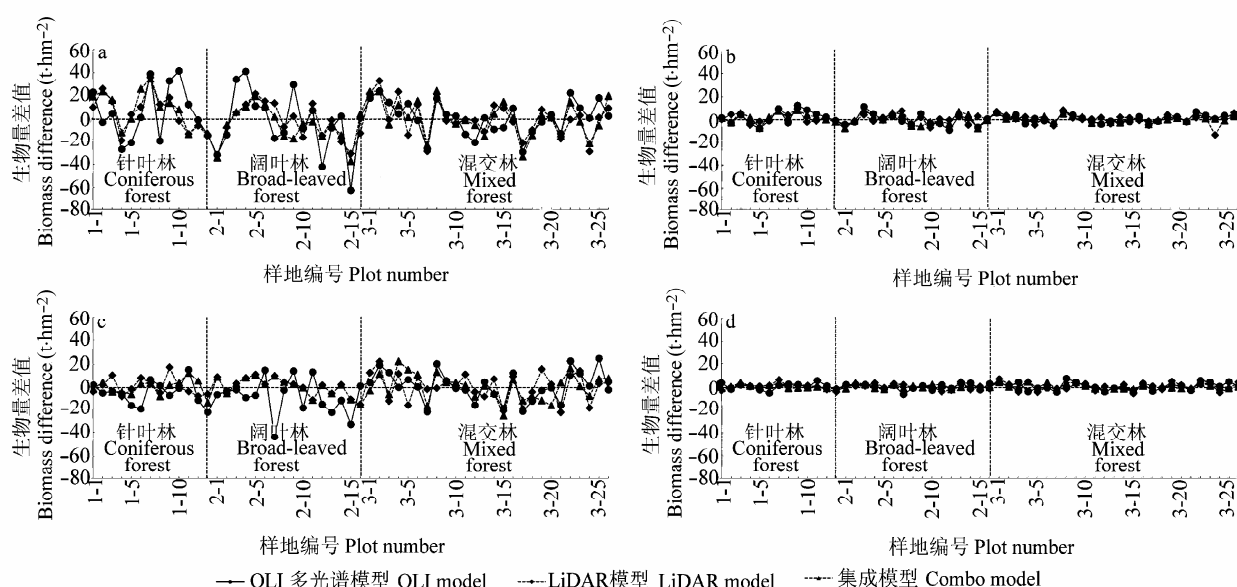 生物量差值
Biomass difference (t·hm⁻²)
60
40
20
0
-20
-40
-60
-80
a
针叶林
Coniferous
forest
阔叶林
Broad-leaved
forest
混交林
Mixed
forest
1-1
1-5
1-10
2-1
2-5
2-10
2-15
3-1
3-5
3-10
3-15
3-20
3-25
样地编号 Plot number
生物量差值
Biomass difference (t·hm⁻²)
60
40
20
0
-20
-40
-60
-80
b
针叶林
Coniferous
forest
阔叶林
Broad-leaved
forest
混交林
Mixed
forest
1-1
1-5
1-10
2-1
2-5
2-10
2-15
3-1
3-5
3-10
3-15
3-20
3-25
样地编号 Plot number
生物量差值
Biomass difference (t·hm⁻²)
60
40
20
0
-20
-40
-60
-80
c
针叶林
Coniferous
forest
阔叶林
Broad-leaved
forest
混交林
Mixed
forest
1-1
1-5
1-10
2-1
2-5
2-10
2-15
3-1
3-5
3-10
3-15
3-20
3-25
样地编号 Plot number
生物量差值
Biomass difference (t·hm⁻²)
60
40
20
0
-20
-40
-60
-80
d
针叶林
Coniferous
forest
阔叶林
Broad-leaved
forest
混交林
Mixed
forest
1-1
1-5
1-10
2-1
2-5
2-10
2-15
3-1
3-5
3-10
3-15
3-20
3-25
样地编号 Plot number
OLI 多光谱模型 OLI model
LiDAR模型 LiDAR model
集成模型 Combo model